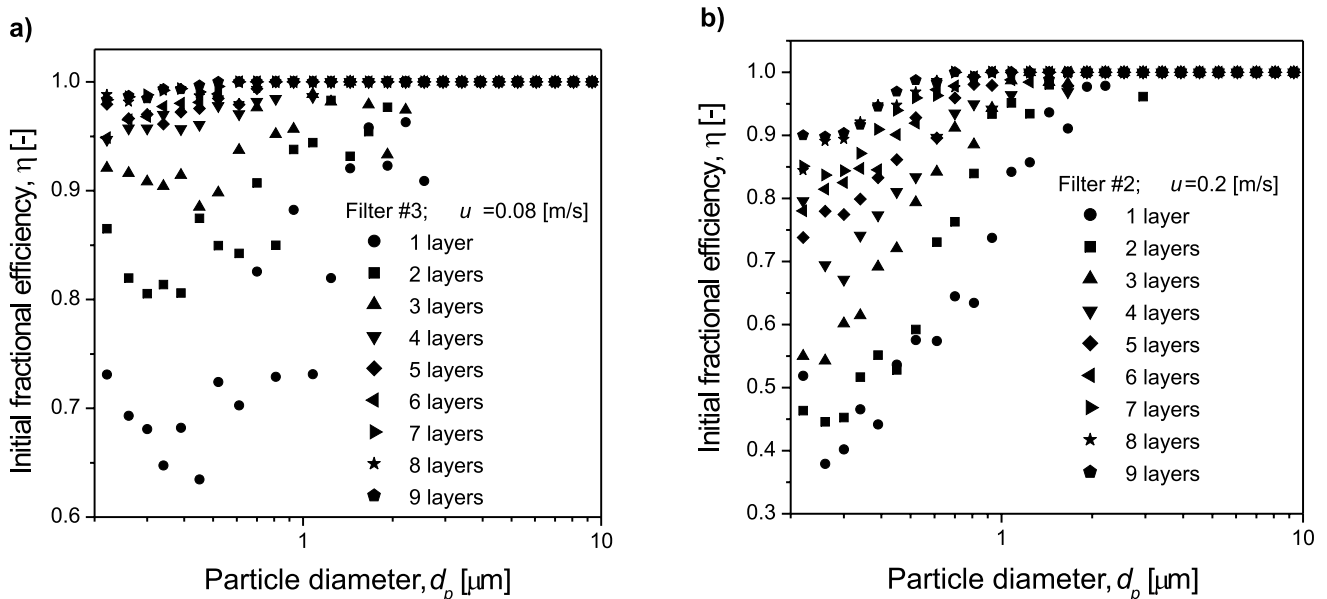 a)
Initial fractional efficiency, η [-]
1.0
0.9
0.8
0.7
0.6
Filter #3; u =0.08 [m/s]
1 layer
2 layers
3 layers
4 layers
5 layers
6 layers
7 layers
8 layers
9 layers
1
10
Particle diameter, dp [μm]
b)
Initial fractional efficiency, η [-]
1.0
0.9
0.8
0.7
0.6
0.5
0.4
0.3
Filter #2; u=0.2 [m/s]
1 layer
2 layers
3 layers
4 layers
5 layers
6 layers
7 layers
8 layers
9 layers
1
10
Particle diameter, dp [μm]